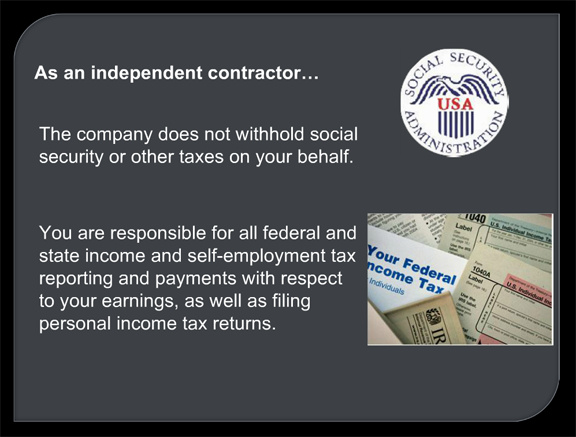 As an independent contractor…
SOCIAL SECURITY
USA
ADMINISTRATION
The company does not withhold social
security or other taxes on your behalf.
You are responsible for all federal and
state income and self-employment tax
reporting and payments with respect
to your earnings, as well as filing
personal income tax returns.
1040
Label
U.S. Individual Income Ta
Your Federal
Income Tax
Individuals
1040A
Label
U.S. Individual Inc
IR